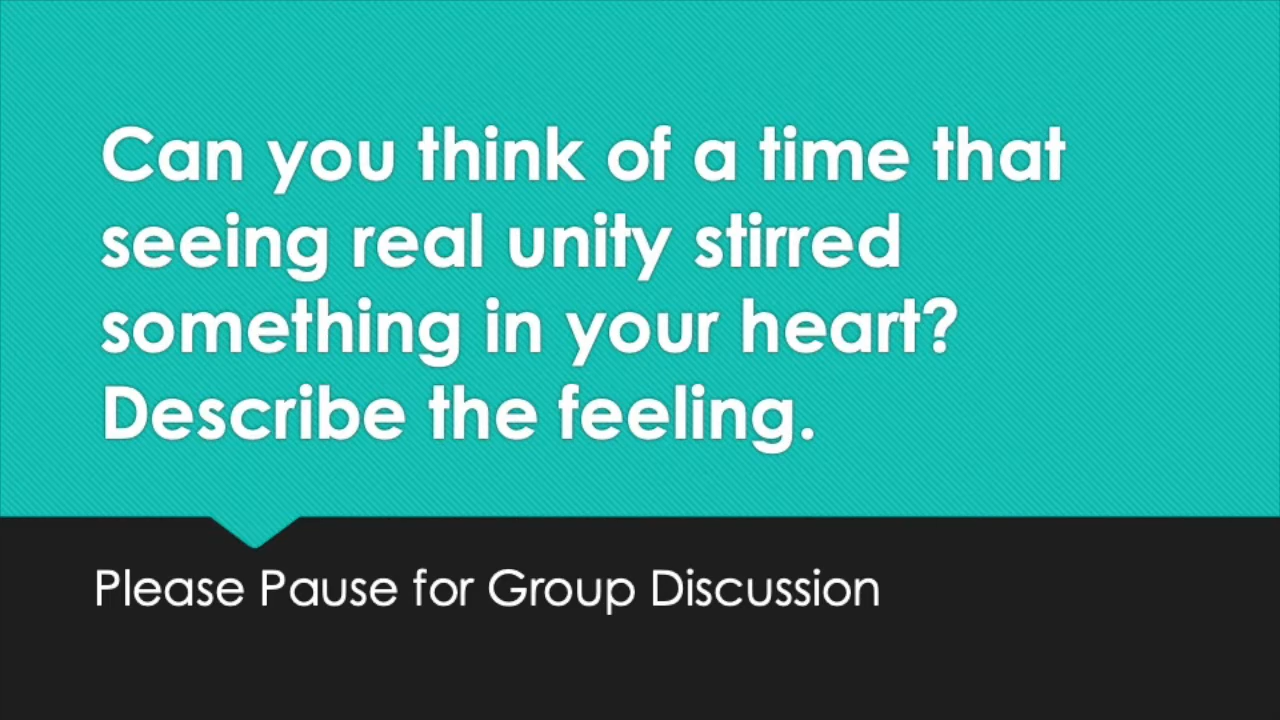 Can you think of a time that
seeing real unity stirred
something in your heart?
Describe the feeling.
Please Pause for Group Discussion